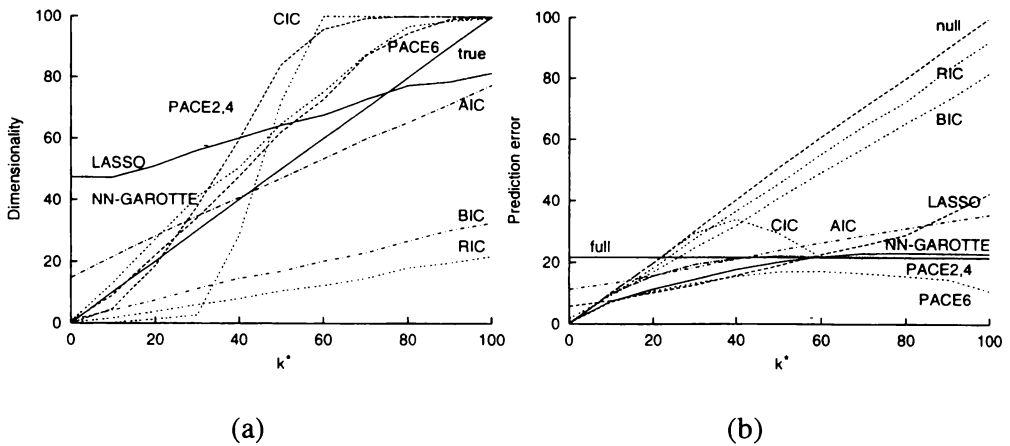 100
80
60
40
20
0
Dimensionality
CIC
PACE6
true
PACE2,4
AIC
LASSO
NN-GAROTTE
BIC
RIC
0 20 40 60 80 100
k*
(a)
100
80
60
40
20
0
Prediction error
null
RIC
BIC
LASSO
CIC
AIC
full
NN-GAROTTE
PACE2,4
PACE6
0 20 40 60 80 100
k*
(b)